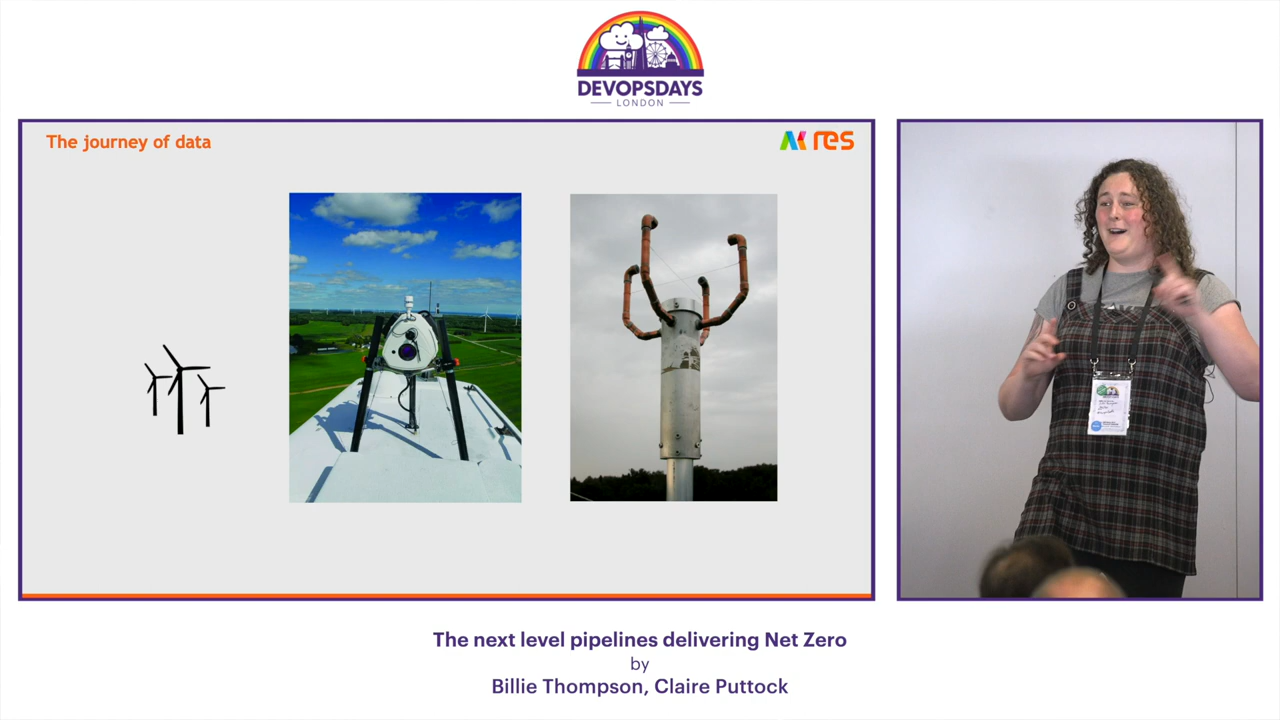 DEVOPSDAYS
LONDON
The journey of data
res
The next level pipelines delivering Net Zero
by
Billie Thompson, Claire Puttock